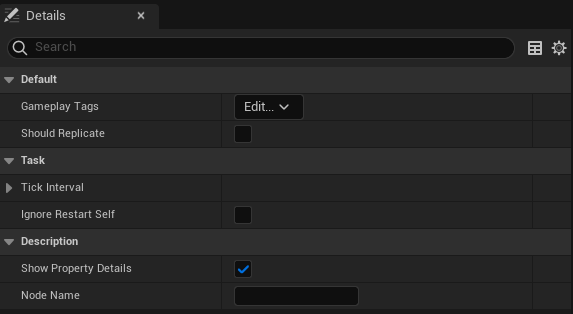 Details
Search
Default
Gameplay Tags Edit...
Should Replicate
Task
Tick Interval
Ignore Restart Self
Description
Show Property Details
Node Name